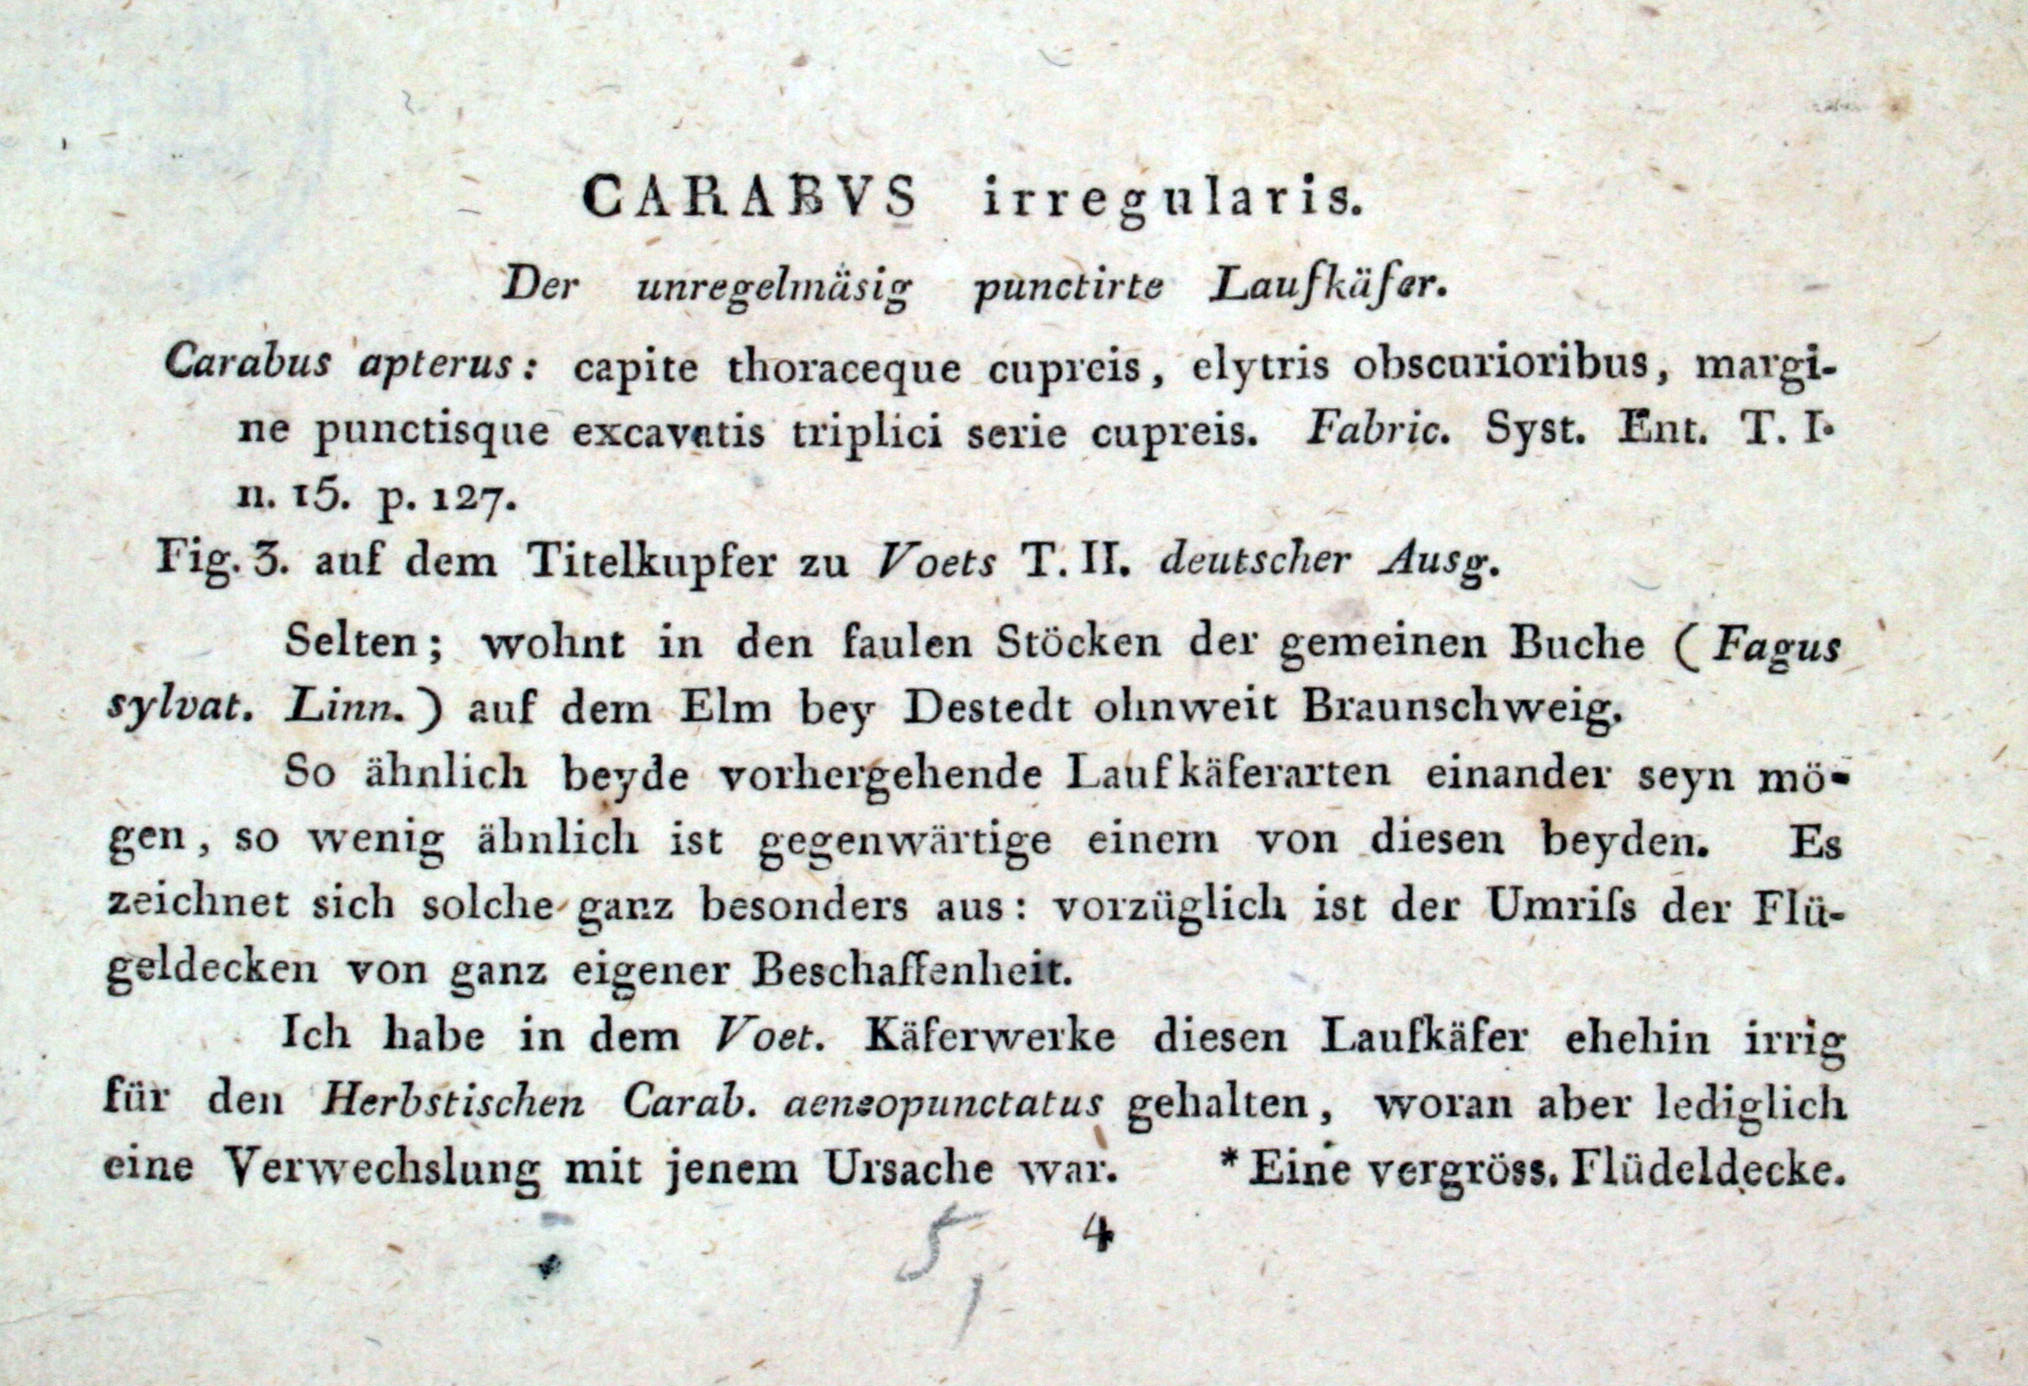 CARABVS irregularis.
Der unregelmäsig punctirte Laufkäfer.
Carabus apterus: capite thoraceque cupreis, elytris obscurioribus, margi-
ne punctisque excavatis triplici serie cupreis. Fabric. Syst. Ent. T. I.
n. 15. p. 127.
Fig. 3. auf dem Titelkupfer zu Voets T. II. deutscher Ausg.
Selten; wohnt in den faulen Stöcken der gemeinen Buche (Fagus
sylvat. Linn.) auf dem Elm bey Destedt ohnweit Braunschweig.
So ähnlich beyde vorhergehende Laufkäferarten einander seyn mö-
gen, so wenig ähnlich ist gegenwärtige einem von diesen beyden. Es
zeichnet sich solche ganz besonders aus: vorzüglich ist der Umriſs der Flü-
geldecken von ganz eigener Beschaffenheit.
Ich habe in dem Voet. Käferwerke diesen Laufkäfer ehehin irrig
für den Herbstischen Carab. aeneopunctatus gehalten, woran aber lediglich
eine Verwechslung mit jenem Ursache war. *Eine vergröss. Flüdeldecke.
5, 4